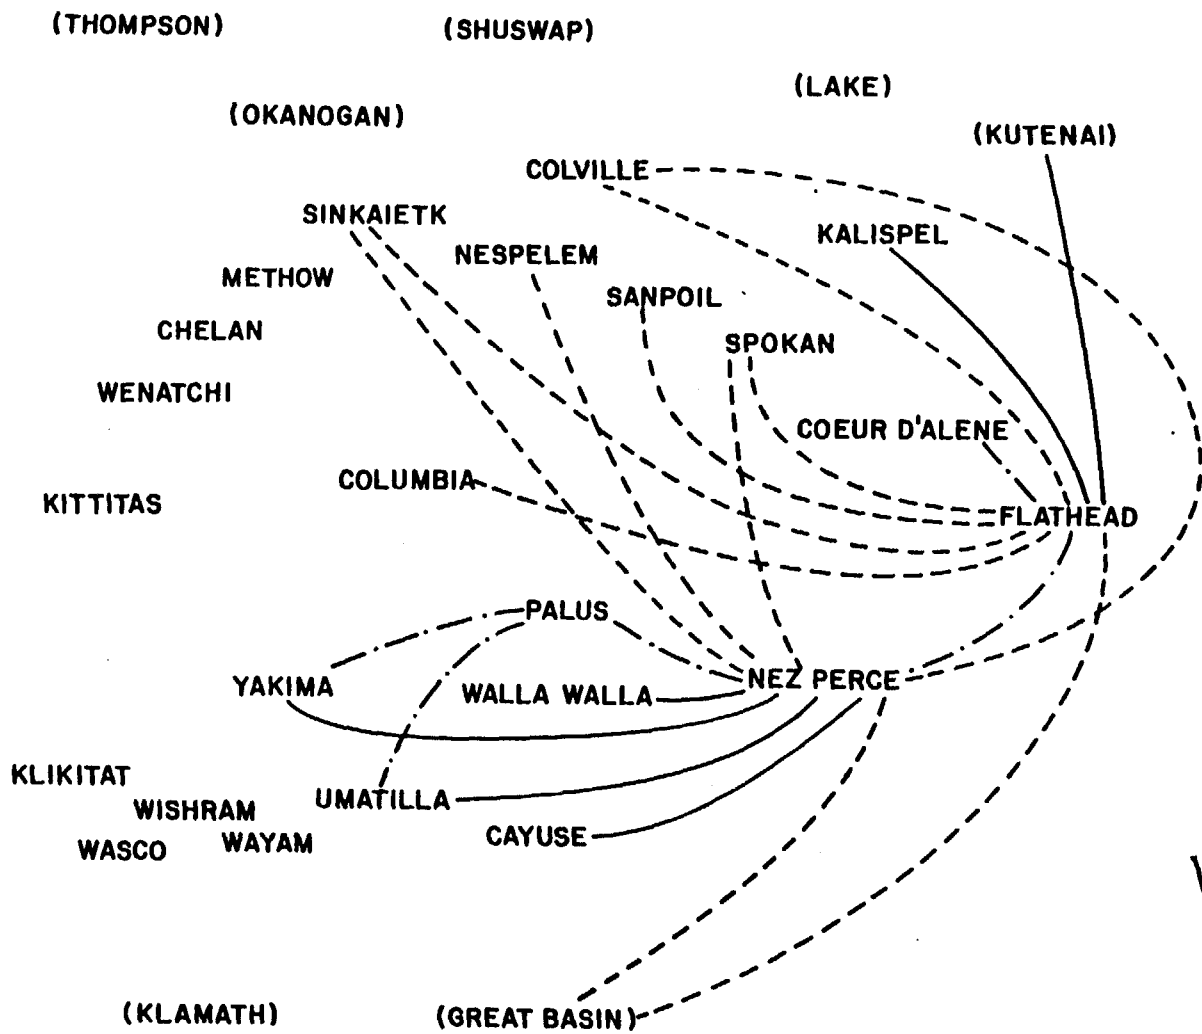 (THOMPSON)
(SHUSWAP)
(LAKE)
(OKANOGAN)
(KUTENAI)
COLVILLE
SINKAIETK
KALISPEL
NESPELEM
METHOW
SANPOIL
CHELAN
SPOKAN
WENATCHI
COEUR D'ALENE
COLUMBIA
KITTITAS
FLATHEAD
PALUS
YAKIMA
WALLA WALLA
NEZ PERCE
KLIKITAT
WISHRAM
UMATILLA
WASCO
WAYAM
CAYUSE
(KLAMATH)
(GREAT BASIN)